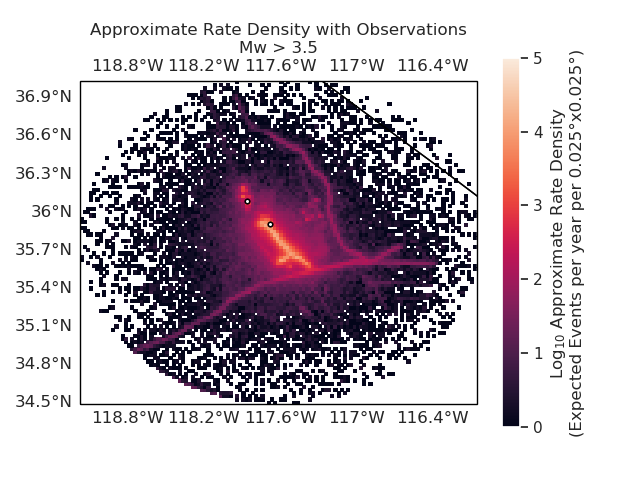 Approximate Rate Density with Observations
Mw > 3.5
118.8°W 118.2°W 117.6°W 117°W 116.4°W
36.9°N
36.6°N
36.3°N
36°N
35.7°N
35.4°N
35.1°N
34.8°N
34.5°N
118.8°W 118.2°W 117.6°W 117°W 116.4°W
5
4
3
2
1
0
Log₁₀ Approximate Rate Density
(Expected Events per year per 0.025°x0.025°)